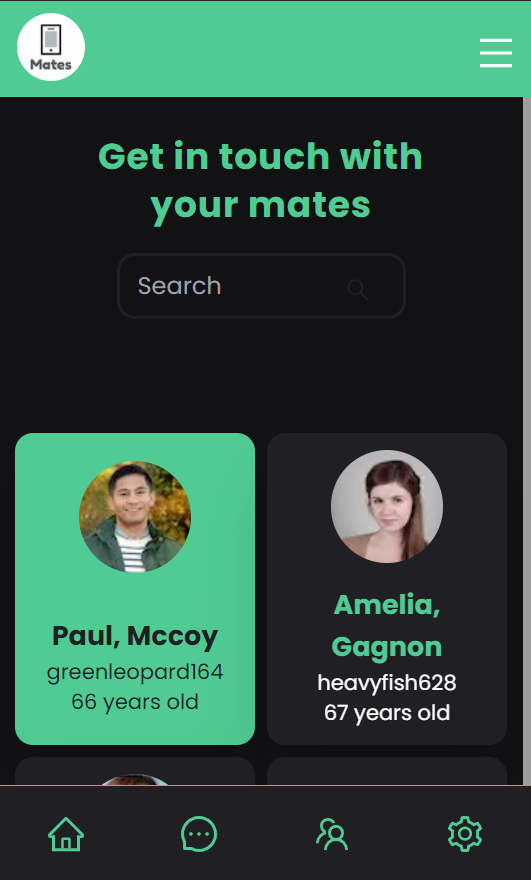 Mates
Get in touch with
your mates
Search
Paul, Mccoy
greenleopard164
66 years old
Amelia,
Gagnon
heavyfish628
67 years old